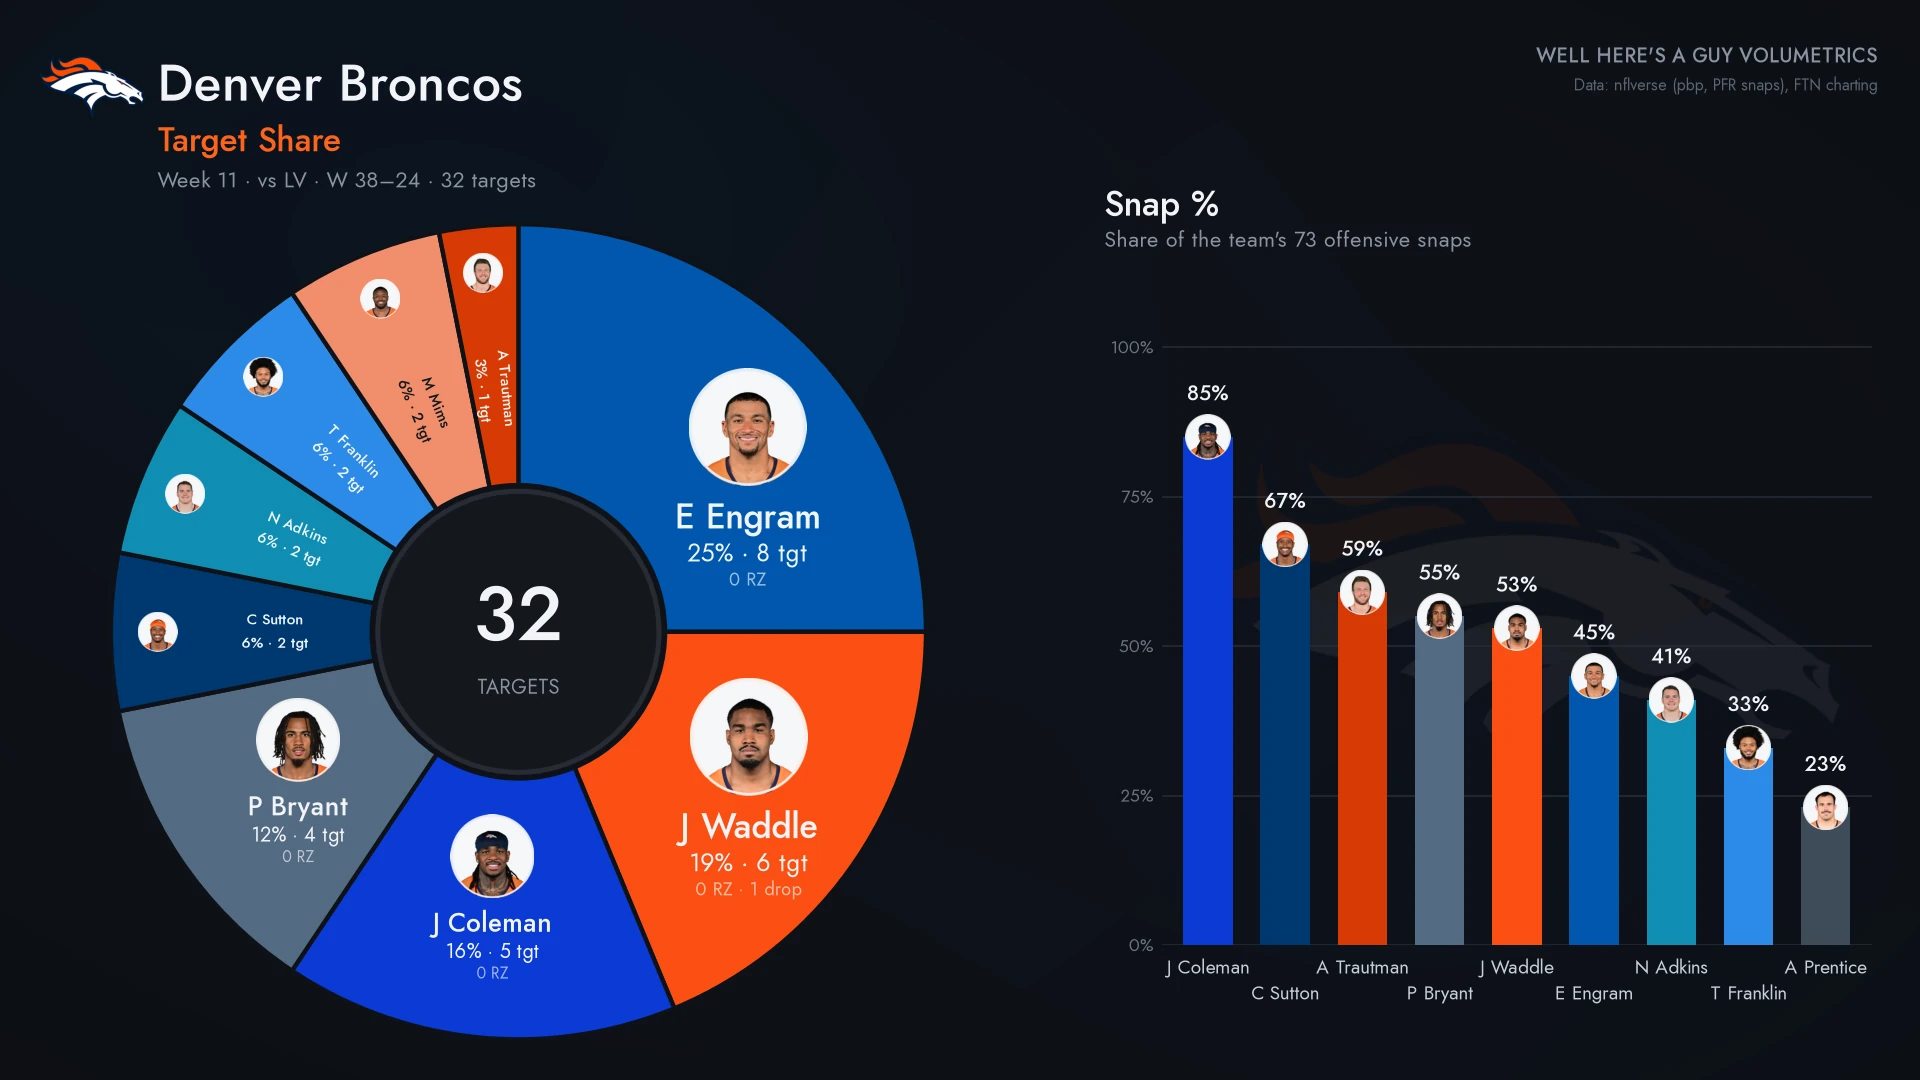 Denver Broncos
Target Share
Week 11 · vs LV · W 38–24 · 32 targets
WELL HERE'S A GUY VOLUMETRICS
Data: nflverse (pbp, PFR snaps), FTN charting
E Engram
25% · 8 tgt
0 RZ
J Waddle
19% · 6 tgt
0 RZ · 1 drop
J Coleman
16% · 5 tgt
0 RZ
P Bryant
12% · 4 tgt
0 RZ
C Sutton
6% · 2 tgt
N Adkins
6% · 2 tgt
T Franklin
6% · 2 tgt
M Mims
6% · 2 tgt
A Trautman
3% · 1 tgt
32
TARGETS
Snap %
Share of the team's 73 offensive snaps
100%
75%
50%
25%
0%
85%
67%
59%
55%
53%
45%
41%
33%
23%
J Coleman
C Sutton
A Trautman
P Bryant
J Waddle
E Engram
N Adkins
T Franklin
A Prentice